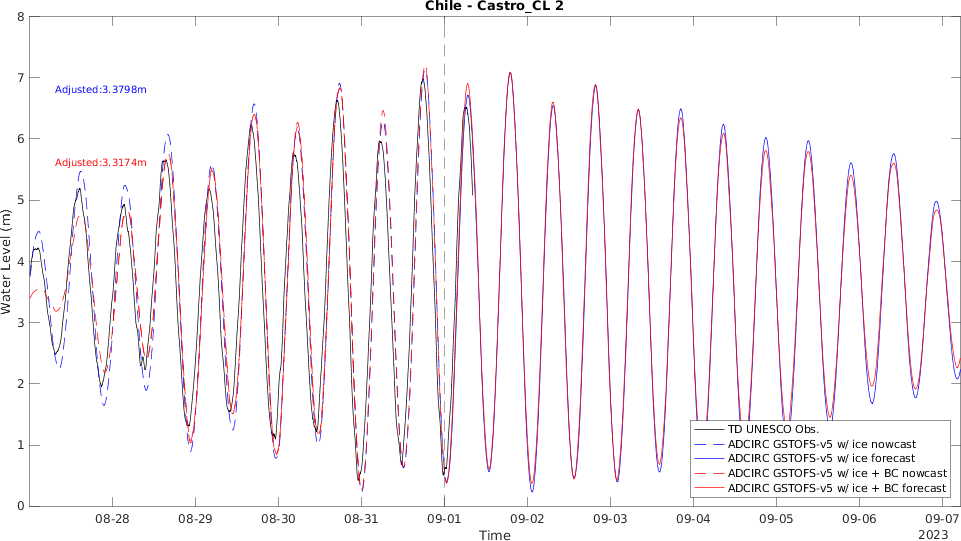 Chile - Castro_CL 2
8
7
6
5
4
3
2
1
0
Water Level (m)
Adjusted:3.3798m
Adjusted:3.3174m
TD UNESCO Obs.
ADCIRC GSTOFS-v5 w/ ice nowcast
ADCIRC GSTOFS-v5 w/ ice forecast
ADCIRC GSTOFS-v5 w/ ice + BC nowcast
ADCIRC GSTOFS-v5 w/ ice + BC forecast
08-28 08-29 08-30 08-31 09-01 09-02 09-03 09-04 09-05 09-06 09-07
Time
2023